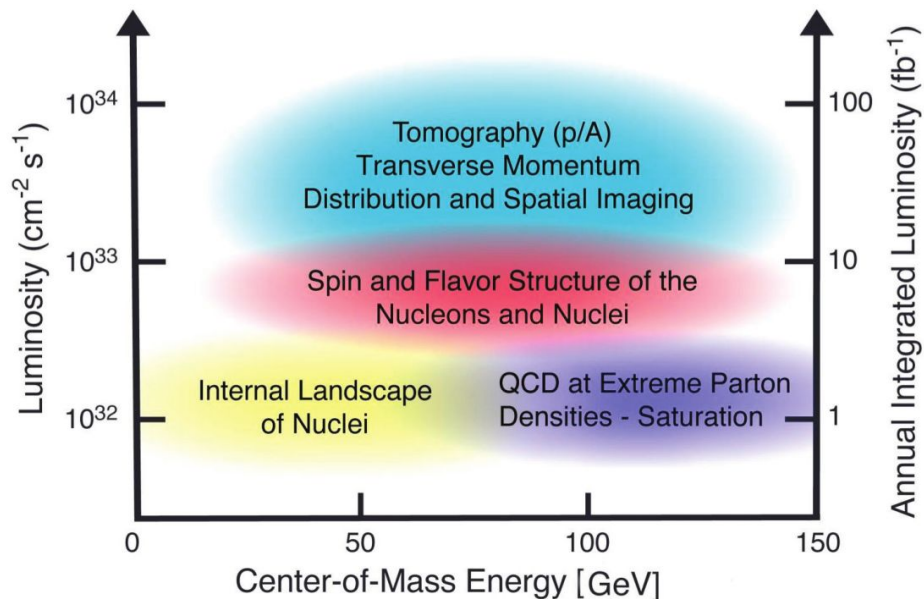 Luminosity (cm⁻² s⁻¹)
10³⁴
10³³
10³²
Tomography (p/A)
Transverse Momentum
Distribution and Spatial Imaging
Spin and Flavor Structure of the
Nucleons and Nuclei
Internal Landscape
of Nuclei
QCD at Extreme Parton
Densities - Saturation
100
10
1
Annual Integrated Luminosity (fb⁻¹)
0
50
100
150
Center-of-Mass Energy [GeV]